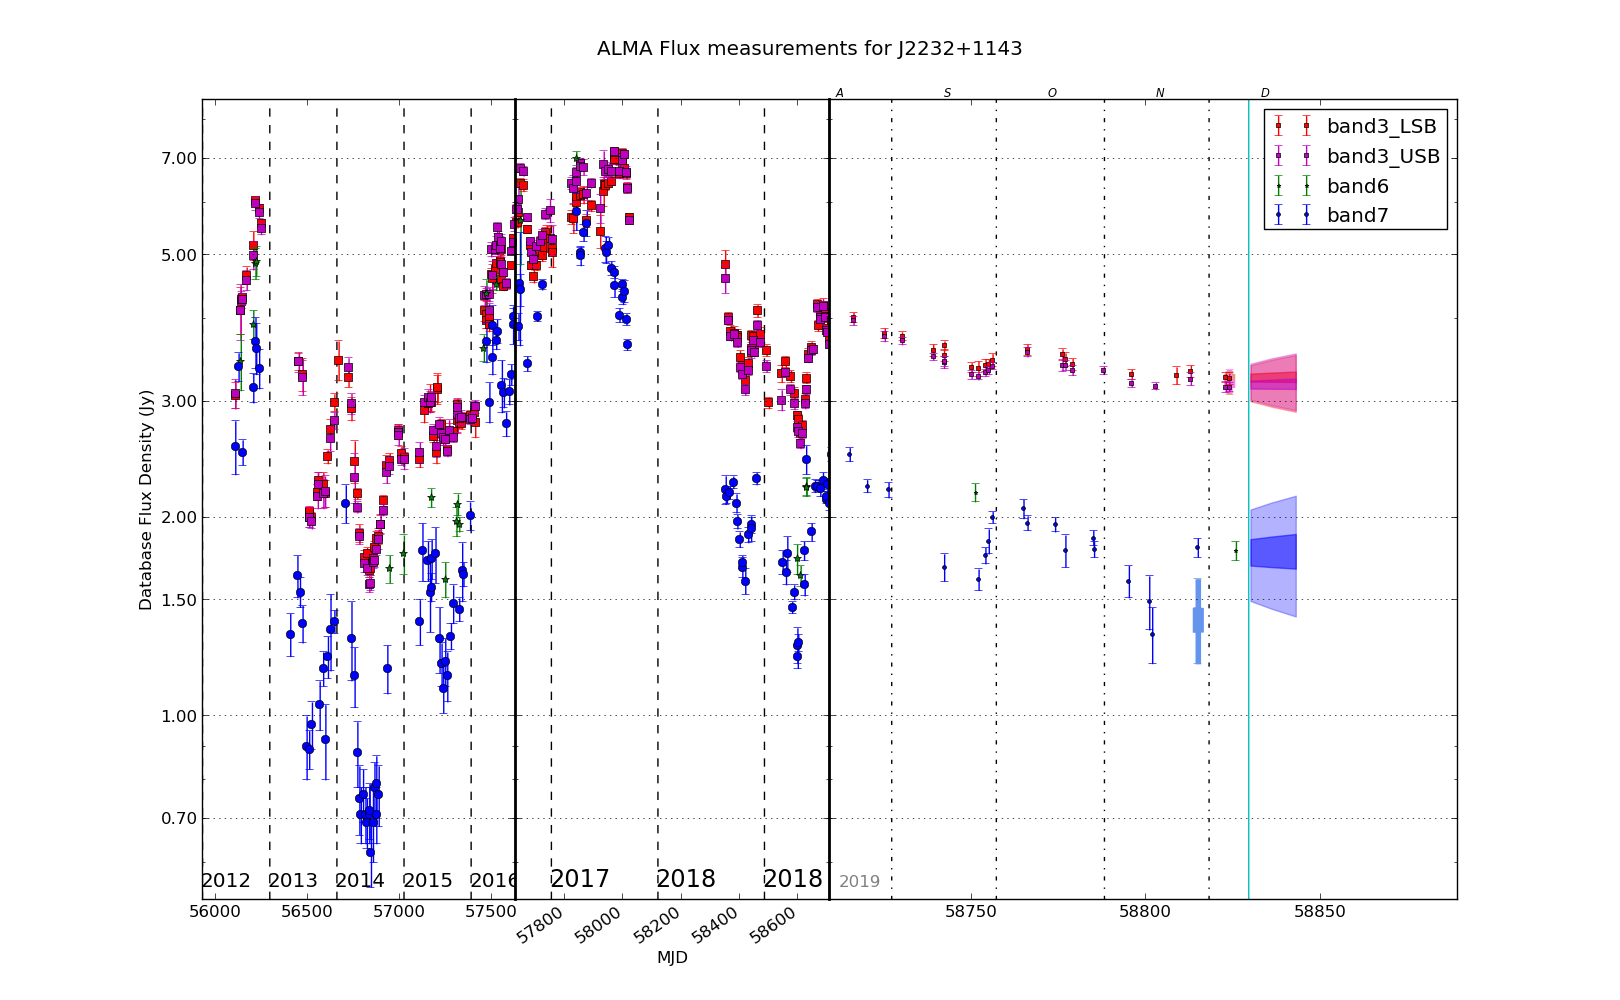 ALMA Flux measurements for J2232+1143
A S O N D
band3_LSB
band3_USB
band6
band7
7.00
5.00
3.00
2.00
1.50
1.00
0.70
Database Flux Density (Jy)
2012 2013 2014 2015 2016 2017 2018 2018 2019
56000 56500 57000 57500 57800 58000 58200 58400 58600 58750 58800 58850
MJD